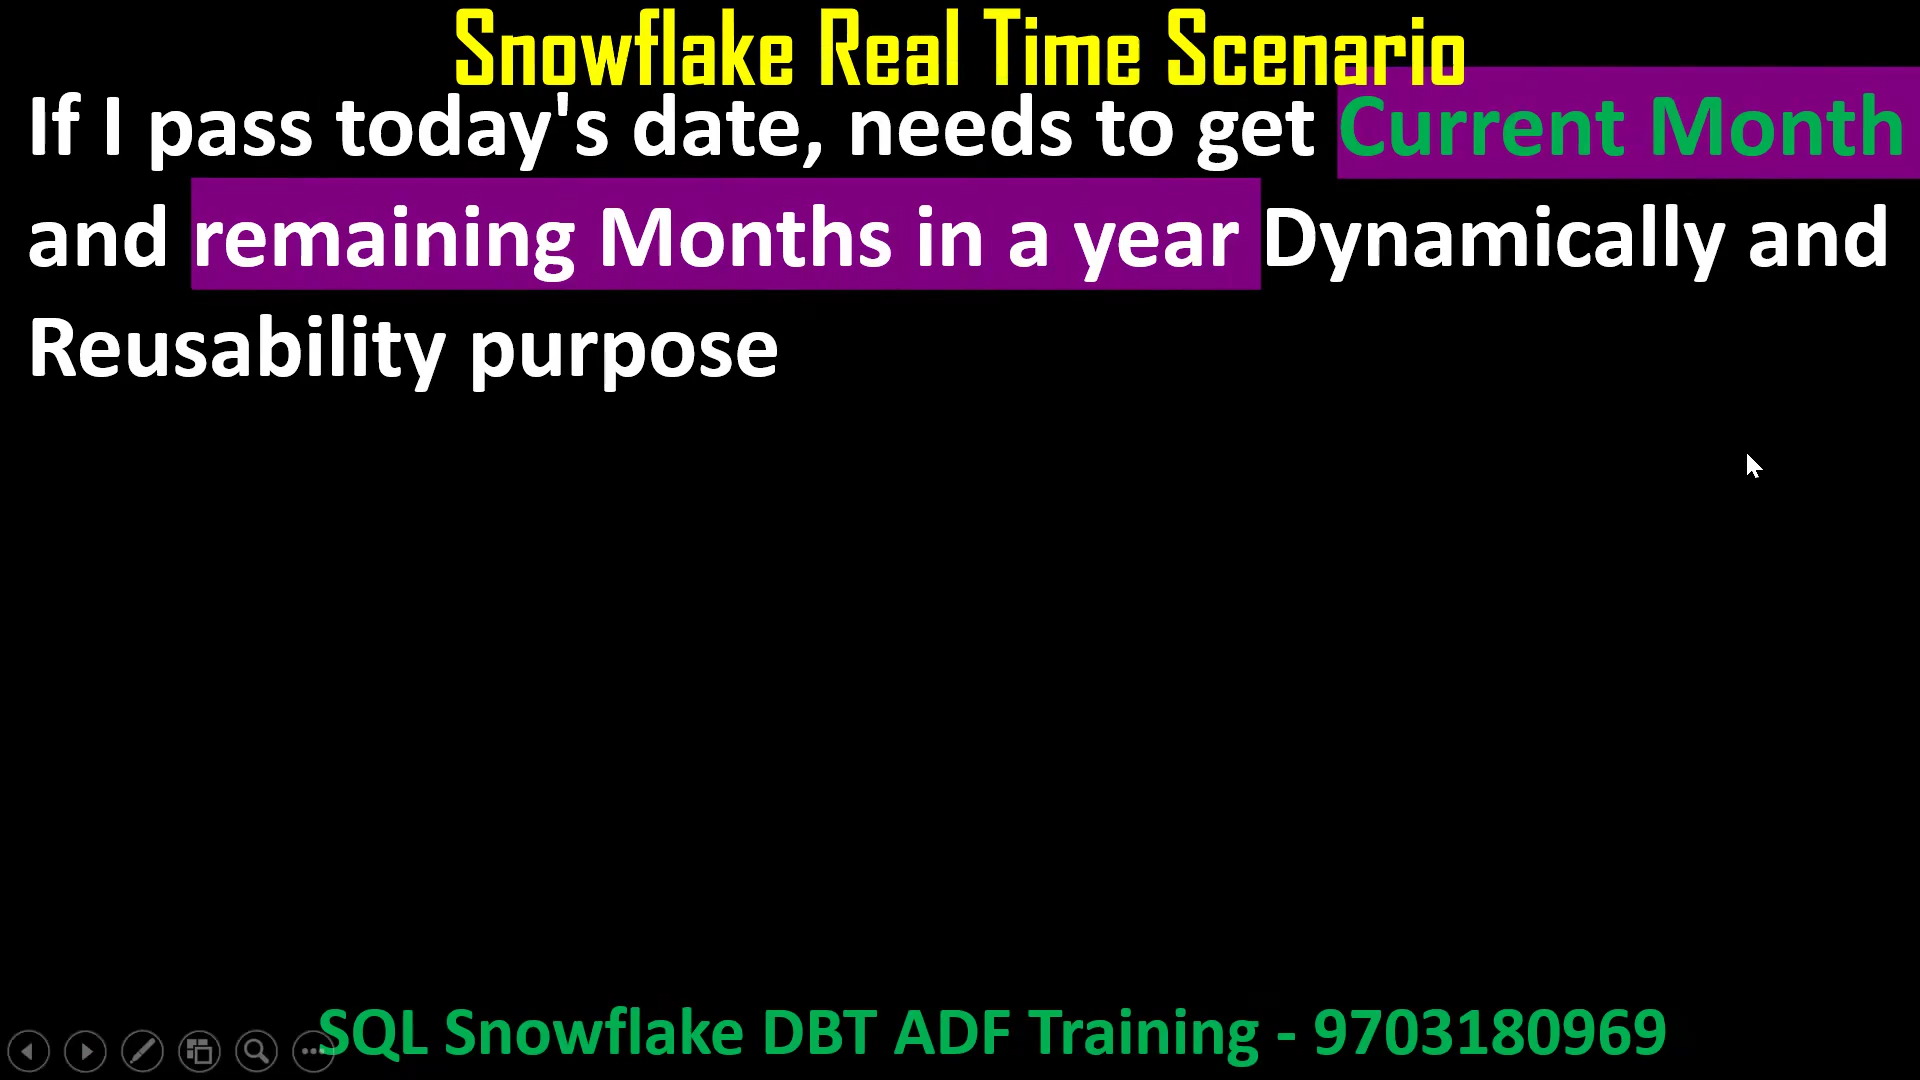 Snowflake Real Time Scenario
If I pass today's date, needs to get Current Month
and remaining Months in a year Dynamically and
Reusability purpose
SQL Snowflake DBT ADF Training - 9703180969